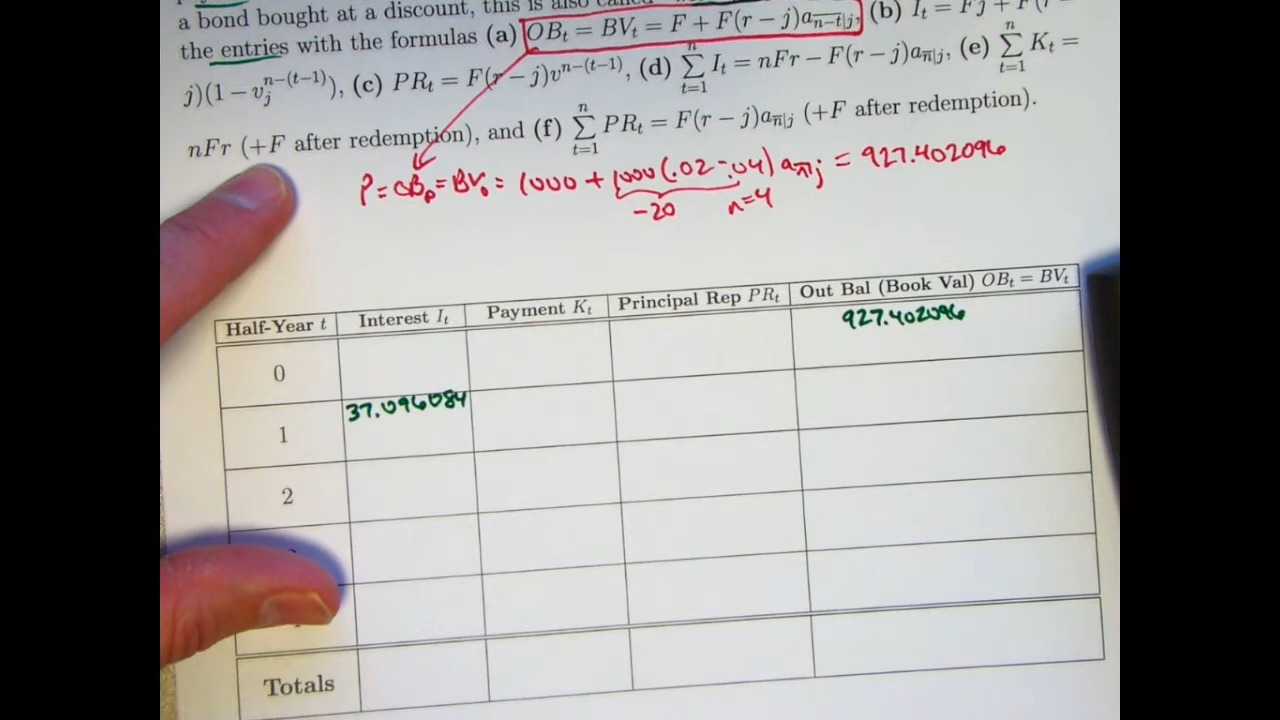 a bond bought at a discount, this is also called
the entries with the formulas (a) OB_t = BV_t = F + F(r − j)a_{n−t|j}, (b) I_t = Fj + F(r −
j)(1 − v_j^{n−(t−1)}), (c) PR_t = F(r − j)v^{n−(t−1)}, (d) ∑_{t=1}^{n} I_t = nFr − F(r − j)a_{n|j}, (e) ∑_{t=1}^{n} K_t =
nFr (+F after redemption), and (f) ∑_{t=1}^{n} PR_t = F(r − j)a_{n|j} (+F after redemption).
P = OB_0 = BV_0 = 1000 + 1000(.02 − .04) a_{n|j} = 927.402096
−20 n=4
Half-Year t Interest I_t Payment K_t Principal Rep PR_t Out Bal (Book Val) OB_t = BV_t
0 927.402096
1 37.096084
2
Totals